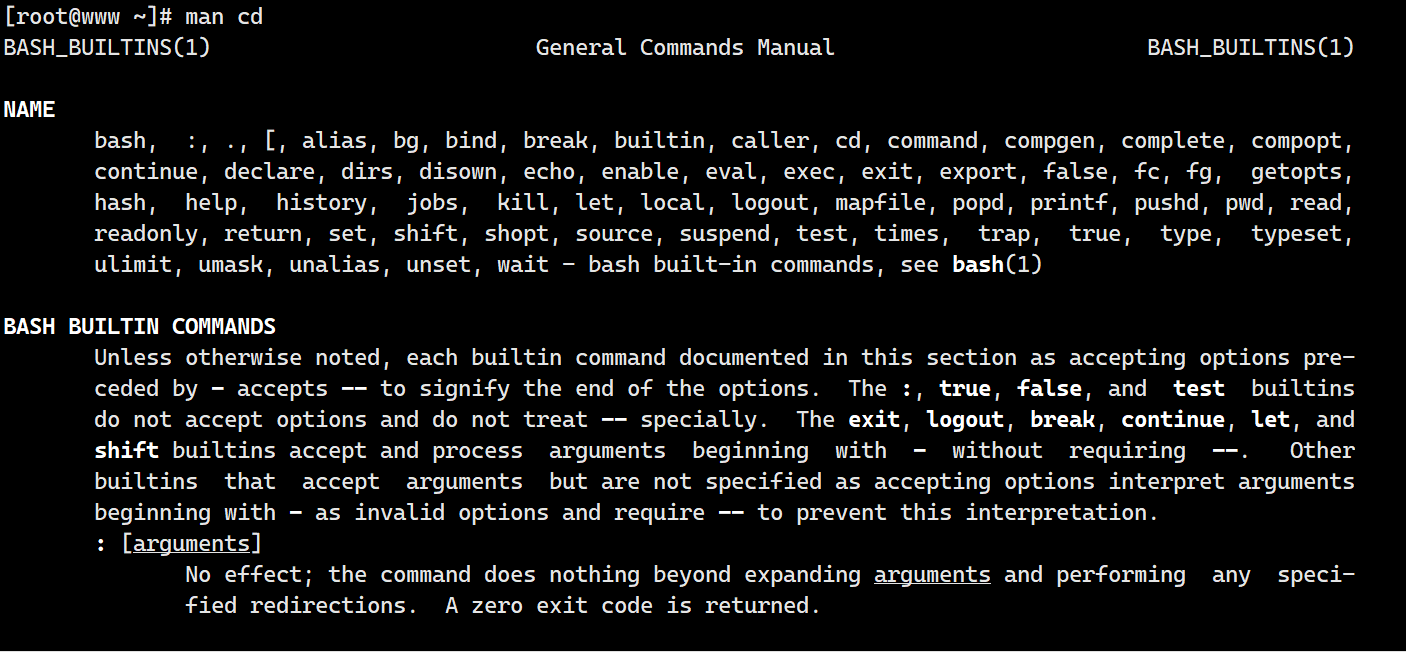 [root@www ~]# man cd
BASH_BUILTINS(1)                         General Commands Manual                        BASH_BUILTINS(1)
NAME
bash,  :, ., [, alias, bg, bind, break, builtin, caller, cd, command, compgen, complete, compopt,
continue, declare, dirs, disown, echo, enable, eval, exec, exit, export, false, fc, fg,  getopts,
hash,  help,  history,  jobs,  kill, let, local, logout, mapfile, popd, printf, pushd, pwd, read,
readonly, return, set, shift, shopt, source, suspend, test, times,  trap,  true,  type,  typeset,
ulimit, umask, unalias, unset, wait - bash built-in commands, see bash(1)
BASH BUILTIN COMMANDS
Unless otherwise noted, each builtin command documented in this section as accepting options pre-
ceded by - accepts -- to signify the end of the options.  The :, true, false, and  test  builtins
do not accept options and do not treat -- specially.  The exit, logout, break, continue, let, and
shift builtins accept and process  arguments  beginning  with  -  without  requiring  --.   Other
builtins  that  accept  arguments  but are not specified as accepting options interpret arguments
beginning with - as invalid options and require -- to prevent this interpretation.
: [arguments]
No effect; the command does nothing beyond expanding arguments and performing  any  speci-
fied redirections.  A zero exit code is returned.